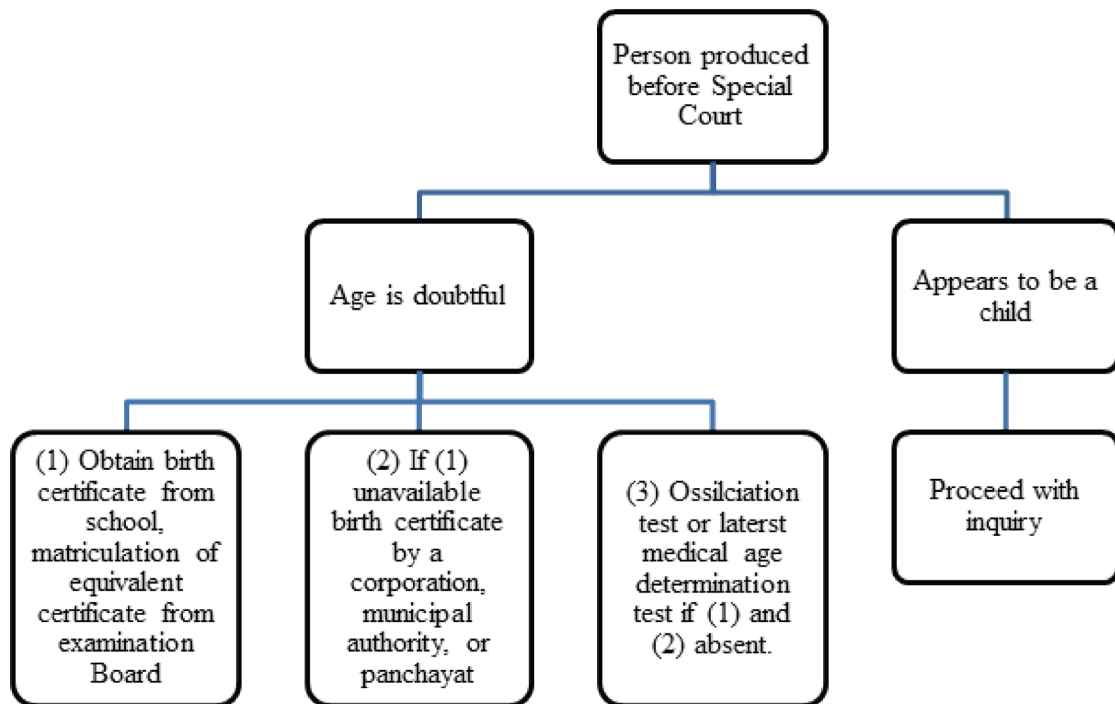 Person produced
before Special
Court
Age is doubtful
Appears to be a
child
(1) Obtain birth
certificate from
school,
matriculation of
equivalent
certificate from
examination
Board
(2) If (1)
unavailable
birth certificate
by a
corporation,
municipal
authority, or
panchayat
(3) Ossilciation
test or laterst
medical age
determination
test if (1) and
(2) absent.
Proceed with
inquiry